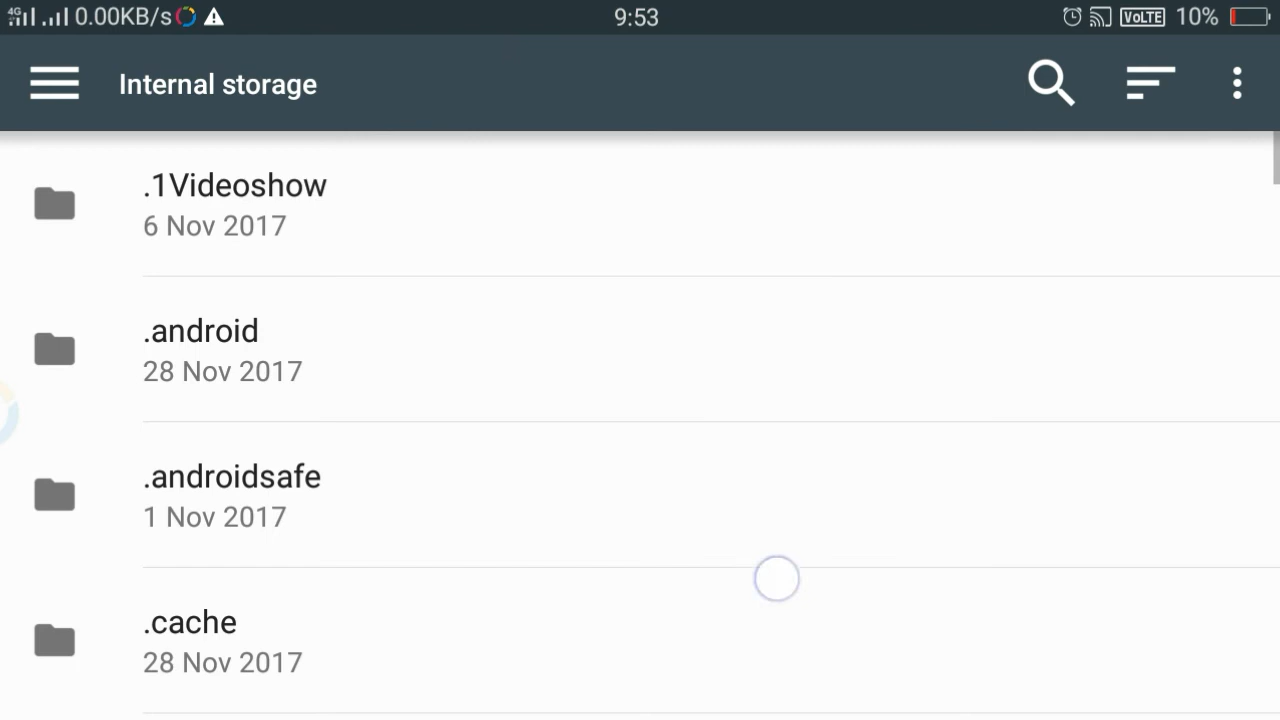 4G 0.00KB/s 9:53 VoLTE 10%
Internal storage
.1Videoshow
6 Nov 2017
.android
28 Nov 2017
.androidsafe
1 Nov 2017
.cache
28 Nov 2017